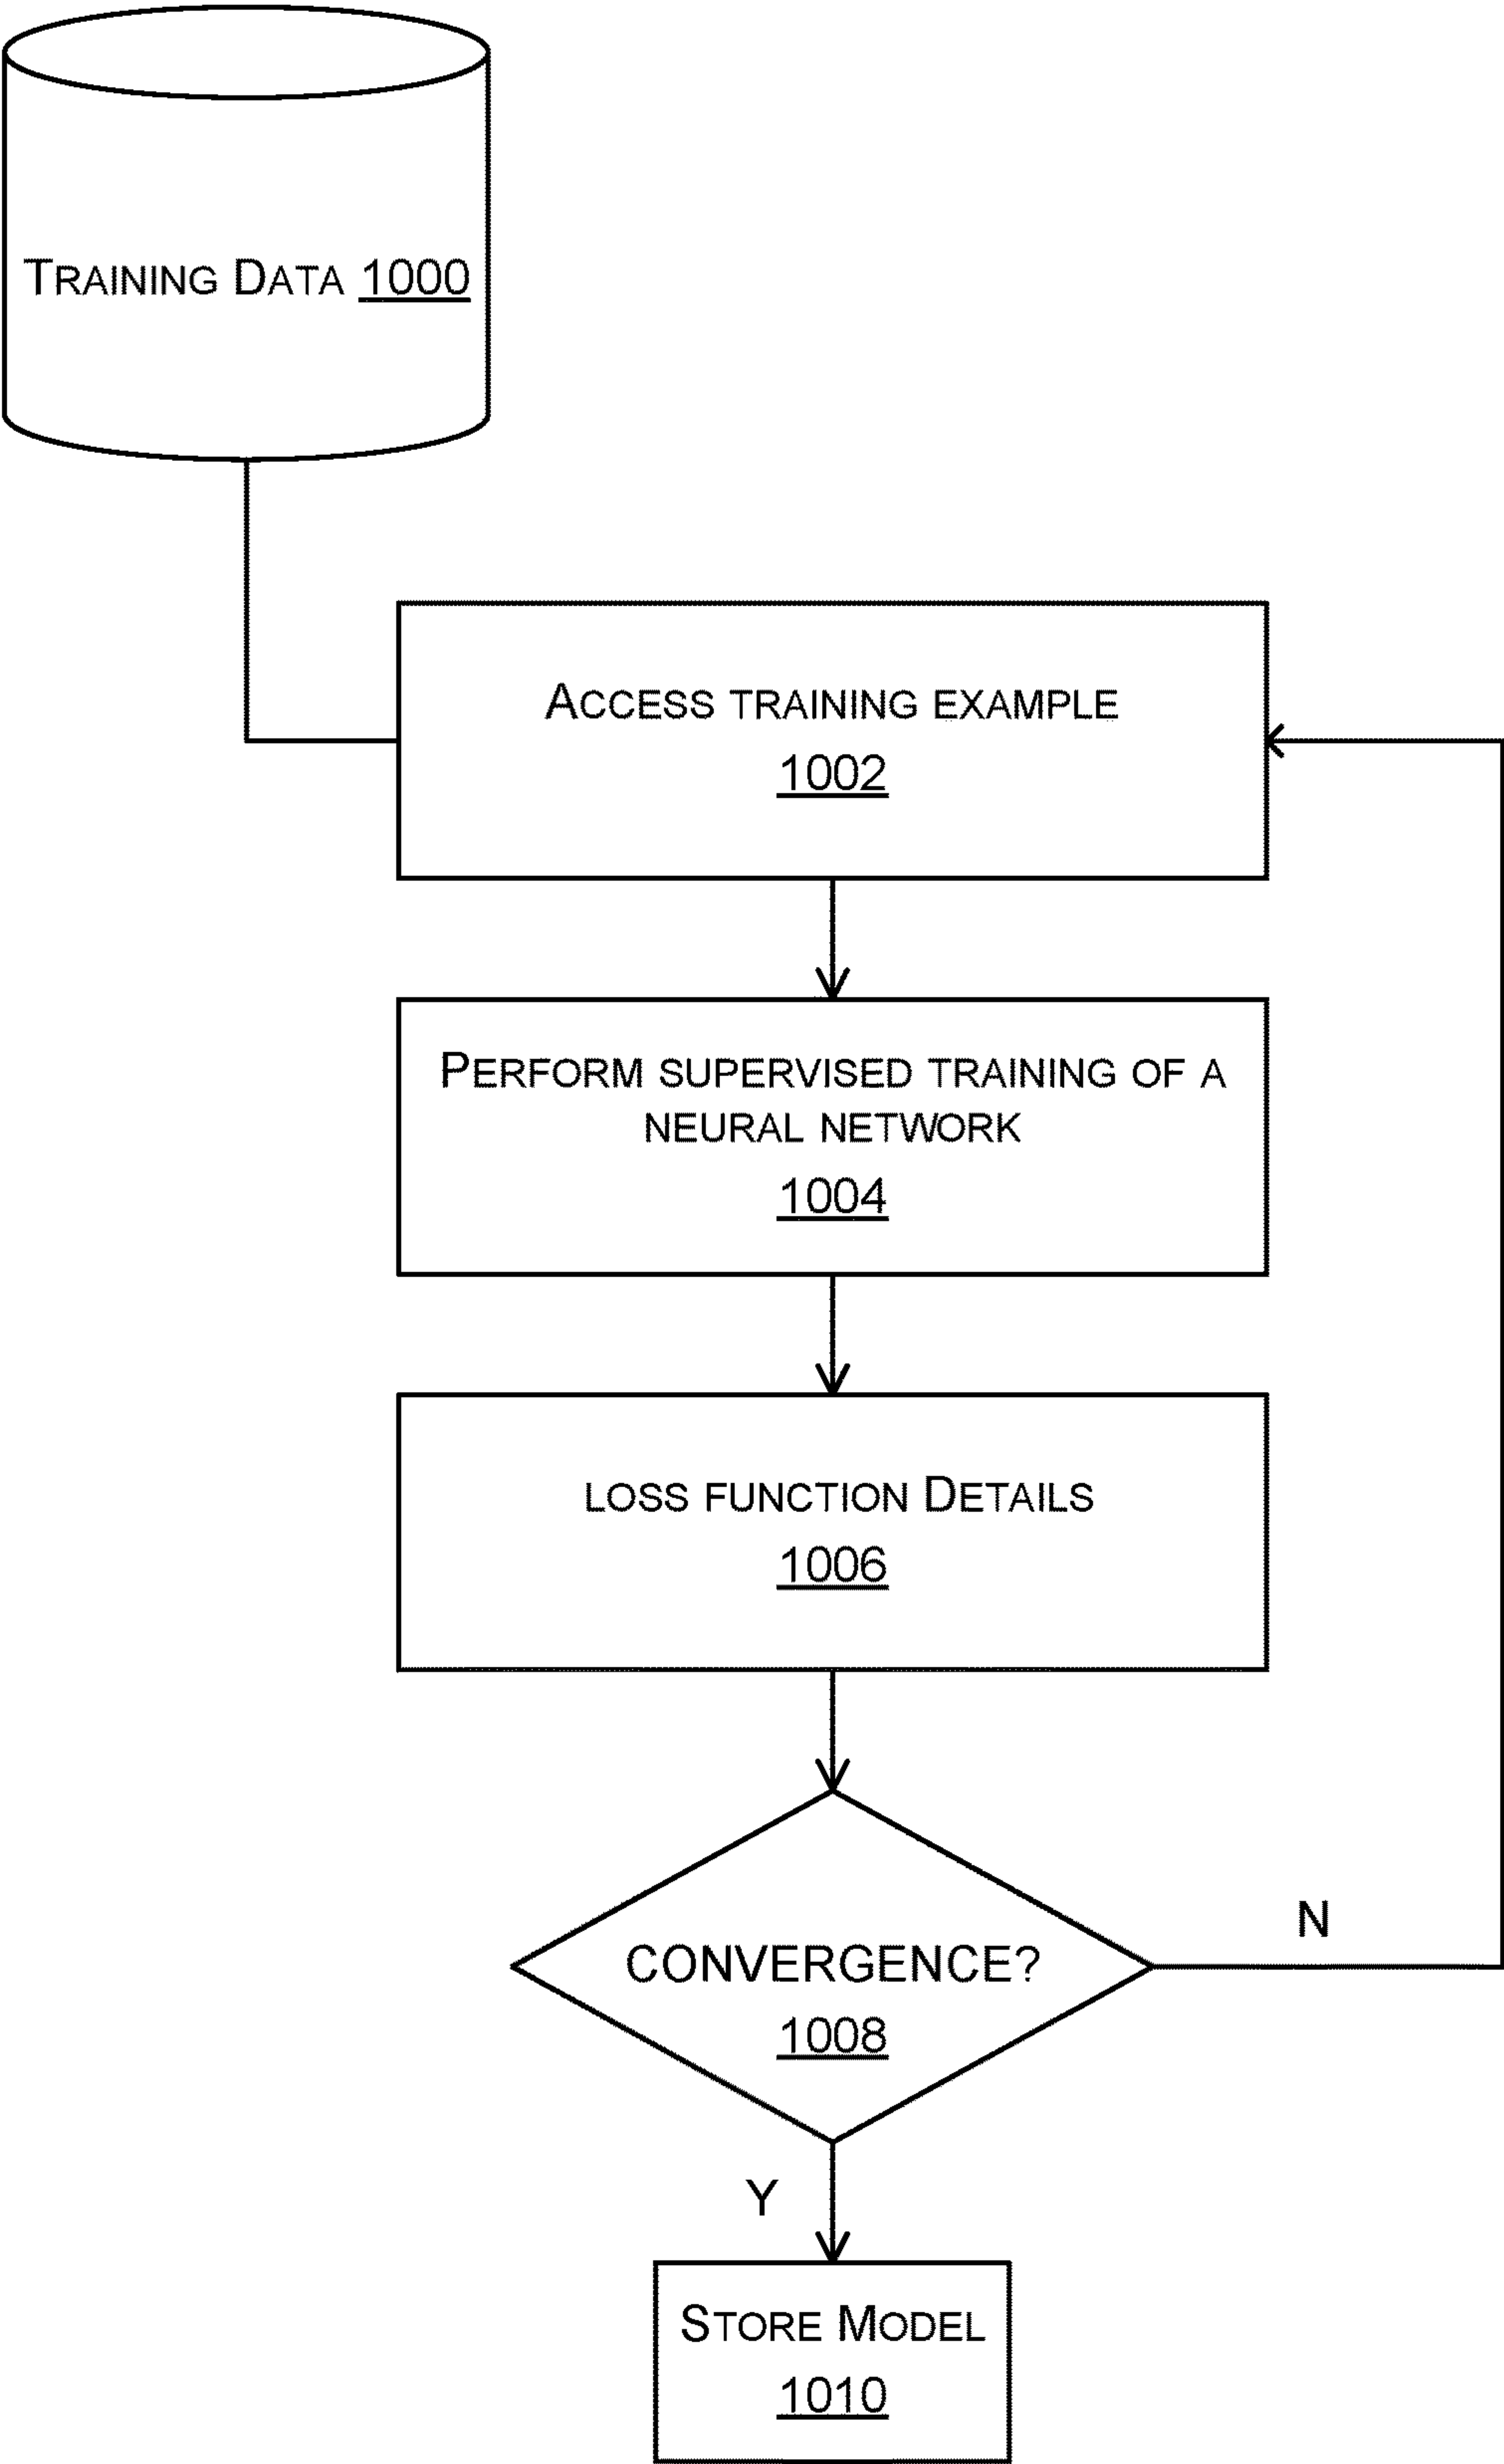 Training Data 1000
Access training example
1002
Perform supervised training of a
neural network
1004
loss function Details
1006
CONVERGENCE?
1008
N
Y
Store Model
1010